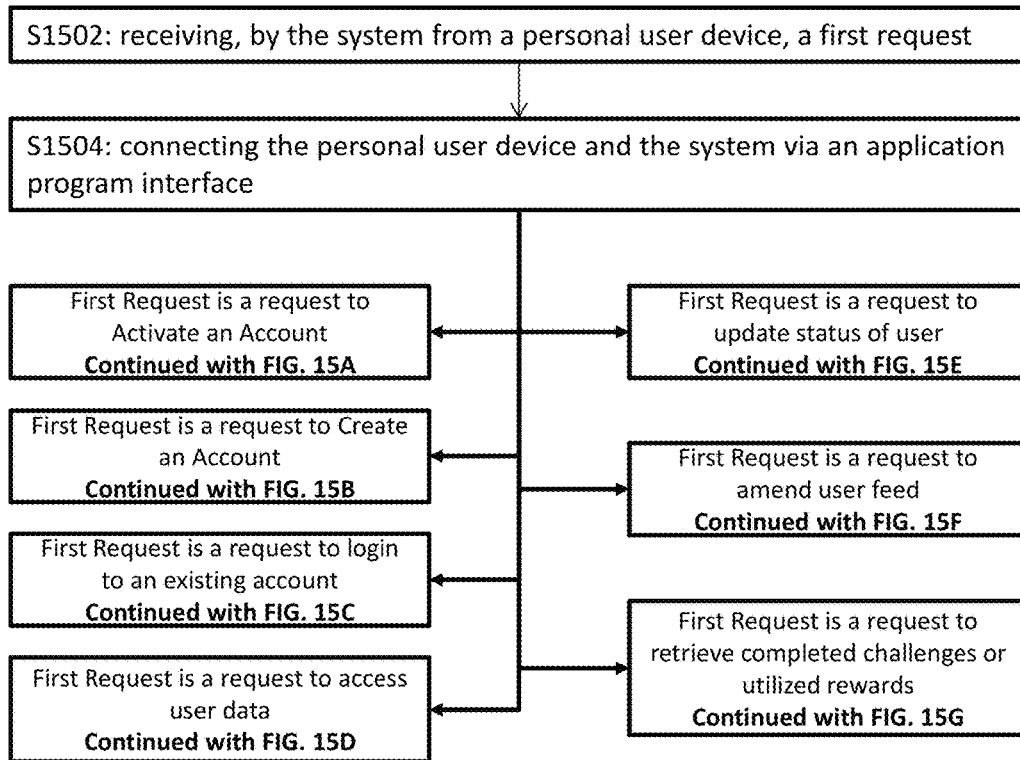 S1502: receiving, by the system from a personal user device, a first request
S1504: connecting the personal user device and the system via an application
program interface
First Request is a request to
Activate an Account
Continued with FIG. 15A
First Request is a request to Create
an Account
Continued with FIG. 15B
First Request is a request to login
to an existing account
Continued with FIG. 15C
First Request is a request to access
user data
Continued with FIG. 15D
First Request is a request to
update status of user
Continued with FIG. 15E
First Request is a request to
amend user feed
Continued with FIG. 15F
First Request is a request to
retrieve completed challenges or
utilized rewards
Continued with FIG. 15G